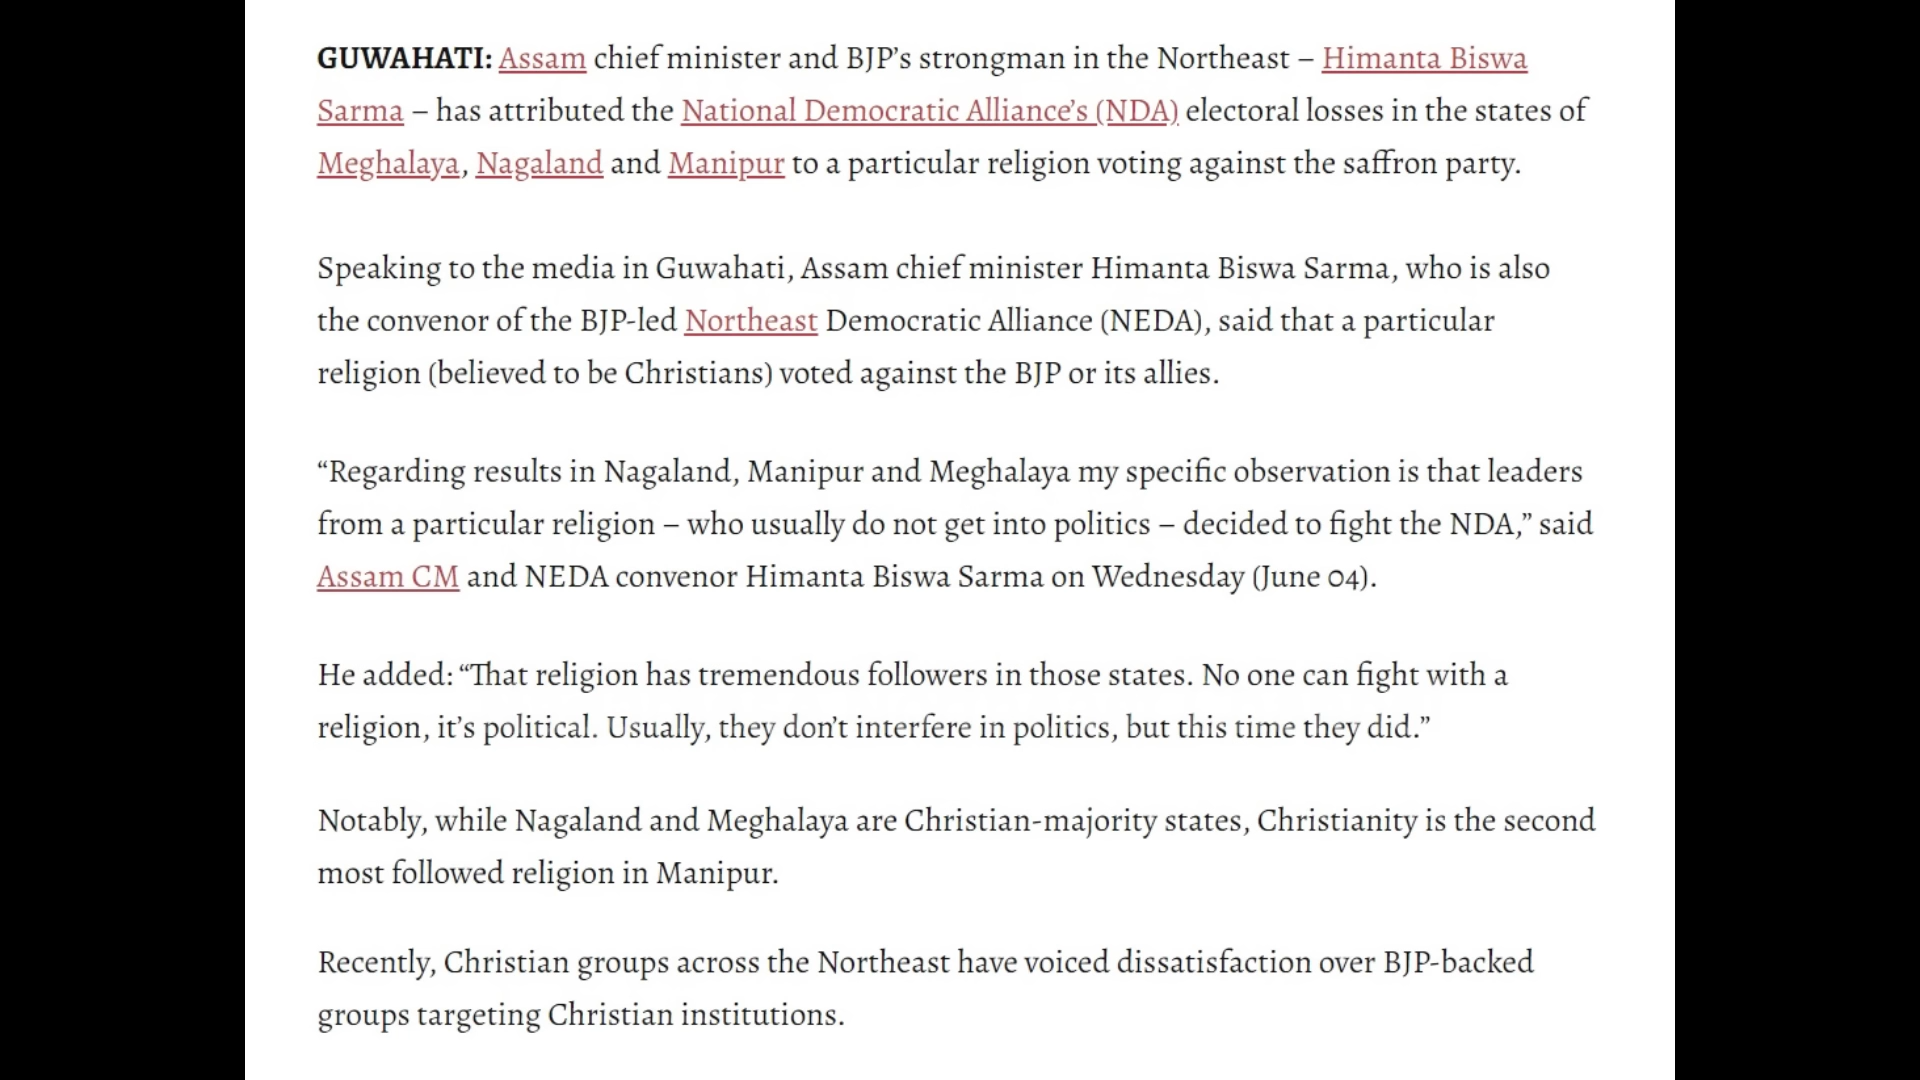 GUWAHATI: Assam chief minister and BJP’s strongman in the Northeast – Himanta Biswa
Sarma – has attributed the National Democratic Alliance’s (NDA) electoral losses in the states of
Meghalaya, Nagaland and Manipur to a particular religion voting against the saffron party.
Speaking to the media in Guwahati, Assam chief minister Himanta Biswa Sarma, who is also
the convenor of the BJP-led Northeast Democratic Alliance (NEDA), said that a particular
religion (believed to be Christians) voted against the BJP or its allies.
“Regarding results in Nagaland, Manipur and Meghalaya my specific observation is that leaders
from a particular religion – who usually do not get into politics – decided to fight the NDA,” said
Assam CM and NEDA convenor Himanta Biswa Sarma on Wednesday (June 04).
He added: “That religion has tremendous followers in those states. No one can fight with a
religion, it’s political. Usually, they don’t interfere in politics, but this time they did.”
Notably, while Nagaland and Meghalaya are Christian-majority states, Christianity is the second
most followed religion in Manipur.
Recently, Christian groups across the Northeast have voiced dissatisfaction over BJP-backed
groups targeting Christian institutions.